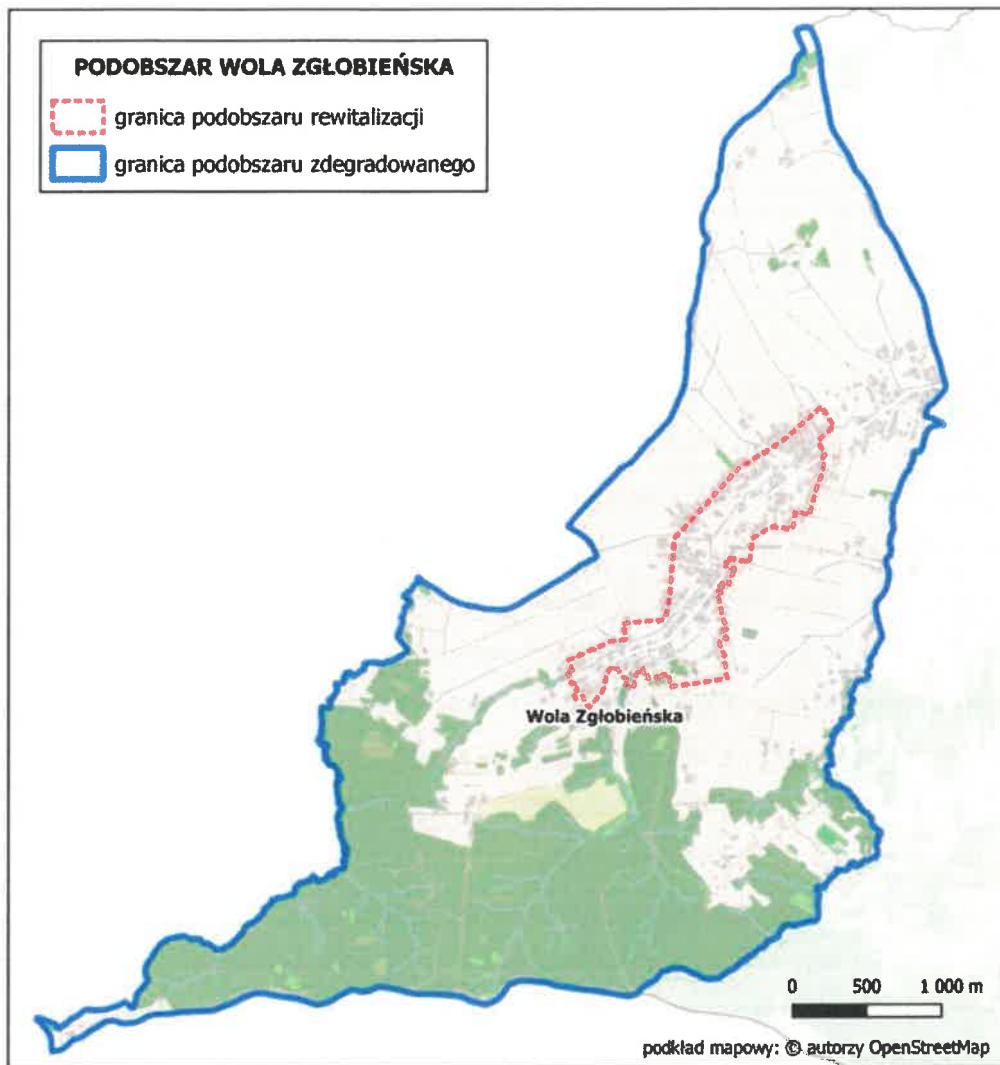 PODOBSZAR WOLA ZGŁOBIEŃSKA
granica podobszaru rewitalizacji
granica podobszaru zdegradowanego
Wola Zgłobieńska
0 500 1 000 m
podkład mapowy: © autorzy OpenStreetMap